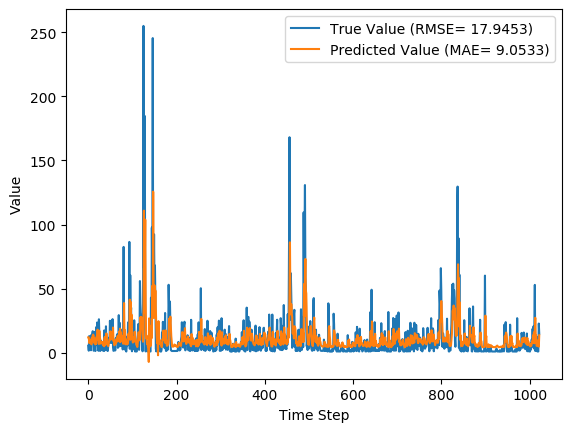 True Value (RMSE= 17.9453)
Predicted Value (MAE= 9.0533)
250
200
150
100
50
0
Value
0 200 400 600 800 1000
Time Step